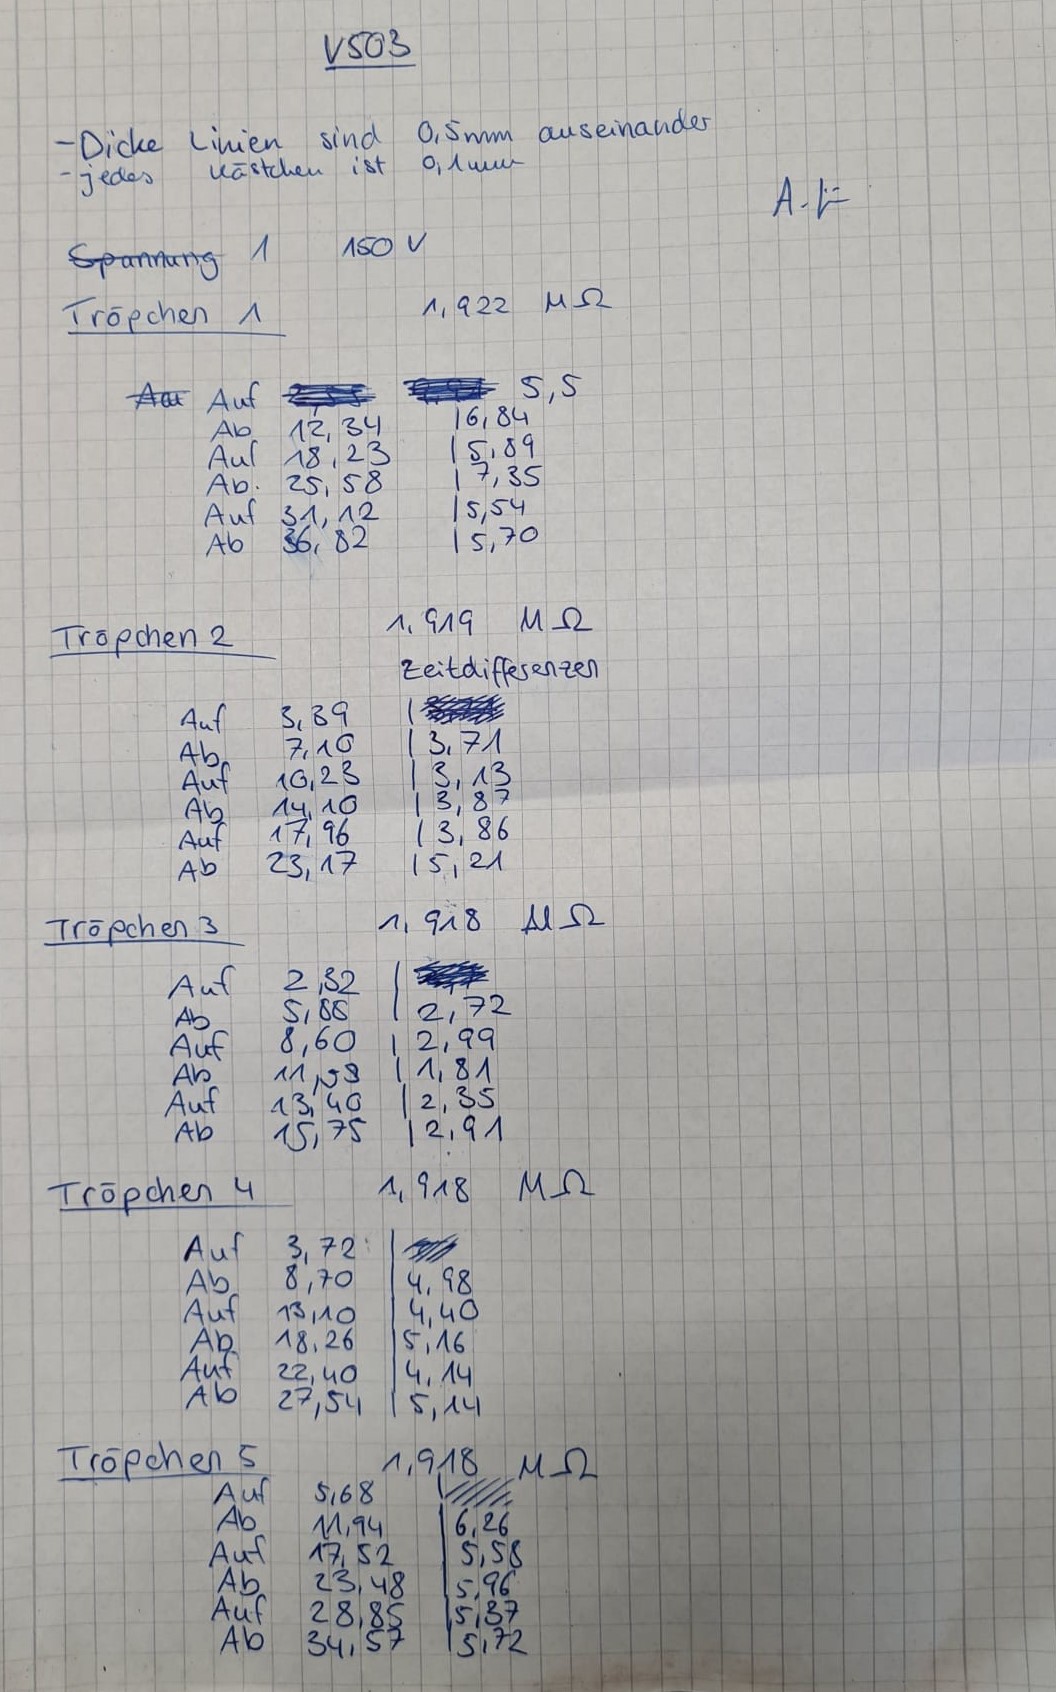 V503
- Dicke Linien sind 0,5mm auseinander
- jedes Kästchen ist 0,1mm
Spannung 1 150 V
Tröpchen 1 1,922 MΩ
Auf 5,5
Ab 12,34 | 6,84
Auf 18,23 | 5,89
Ab. 25,58 | 7,35
Auf 31,12 | 5,54
Ab 36,82 | 5,70
Tröpchen 2 1,919 MΩ
Zeitdifferenzen
Auf 3,39 |
Ab 7,10 | 3,71
Auf 10,23 | 3,13
Ab 14,10 | 3,87
Auf 17,96 | 3,86
Ab 23,17 | 5,21
Tröpchen 3 1,918 MΩ
Auf 2,32 |
Ab 5,88 | 2,72
Auf 8,60 | 2,99
Ab 11,59 | 1,81
Auf 13,40 | 2,35
Ab 15,75 | 2,91
Tröpchen 4 1,918 MΩ
Auf 3,72 |
Ab 8,70 | 4,98
Auf 13,10 | 4,40
Ab 18,26 | 5,16
Auf 22,40 | 4,14
Ab 27,54 | 5,14
Tröpchen 5 1,918 MΩ
Auf 5,68 |
Ab 11,94 | 6,26
Auf 17,52 | 5,58
Ab 23,48 | 5,96
Auf 28,85 | 5,37
Ab 34,57 | 5,72